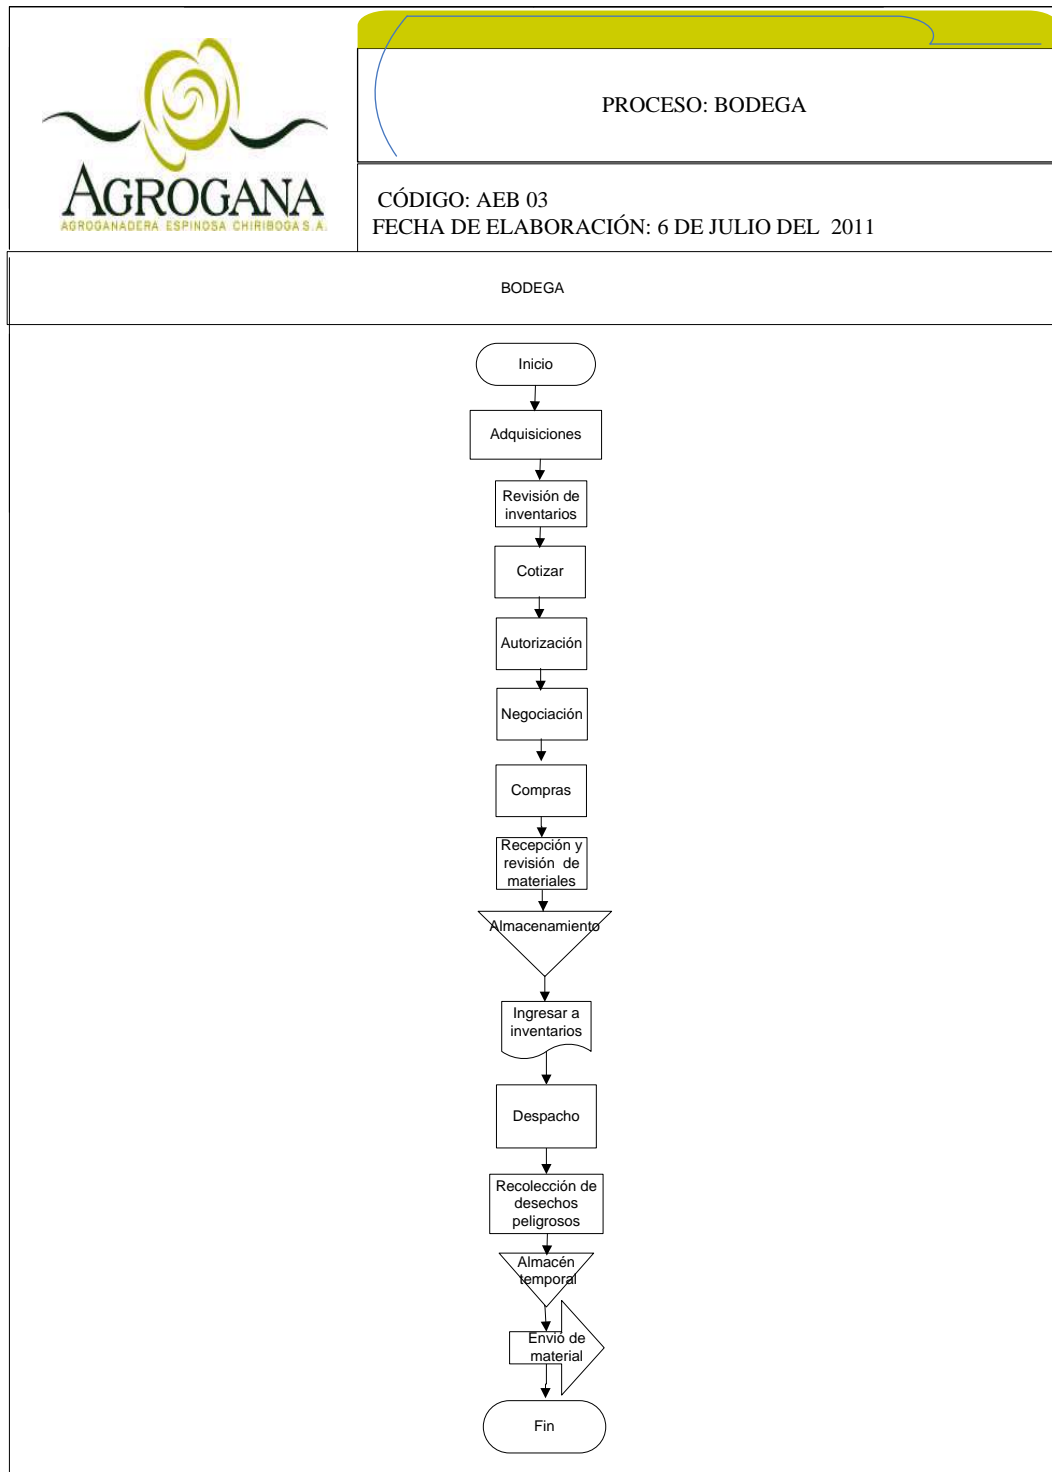 AGROGANA
AGROGANADERA ESPINOSA CHIRIBOGA S.A.
PROCESO: BODEGA
CÓDIGO: AEB 03
FECHA DE ELABORACIÓN: 6 DE JULIO DEL 2011
BODEGA
Inicio
Adquisiciones
Revisión de
inventarios
Cotizar
Autorización
Negociación
Compras
Recepción y
revisión de
materiales
Almacenamiento
Ingresar a
inventarios
Despacho
Recolección de
desechos
peligrosos
Almacén
temporal
Envió de
material
Fin